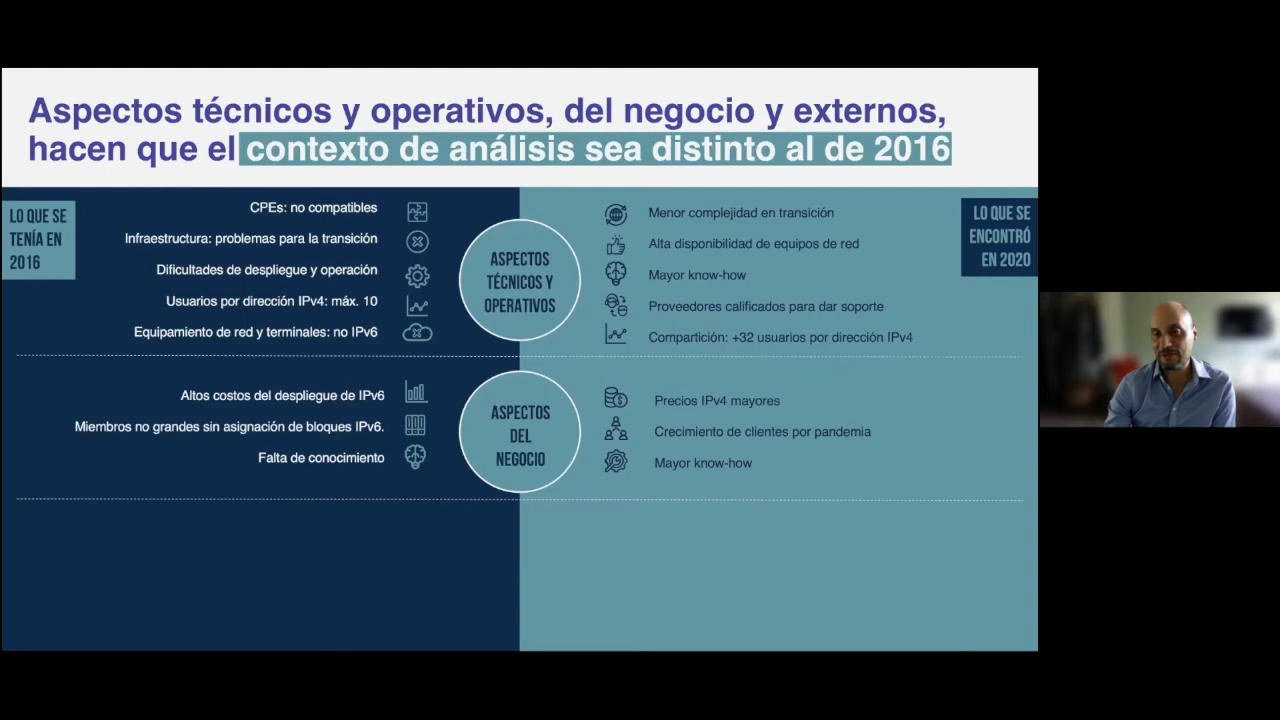 Aspectos técnicos y operativos, del negocio y externos,
hacen que el contexto de análisis sea distinto al de 2016
LO QUE SE
TENÍA EN
2016
CPEs: no compatibles
Infraestructura: problemas para la transición
Dificultades de despliegue y operación
Usuarios por dirección IPv4: máx. 10
Equipamiento de red y terminales: no IPv6
ASPECTOS
TÉCNICOS Y
OPERATIVOS
Menor complejidad en transición
Alta disponibilidad de equipos de red
Mayor know-how
Proveedores calificados para dar soporte
Compartición: +32 usuarios por dirección IPv4
LO QUE SE
ENCONTRÓ
EN 2020
Altos costos del despliegue de IPv6
Miembros no grandes sin asignación de bloques IPv6.
Falta de conocimiento
ASPECTOS
DEL
NEGOCIO
Precios IPv4 mayores
Crecimiento de clientes por pandemia
Mayor know-how